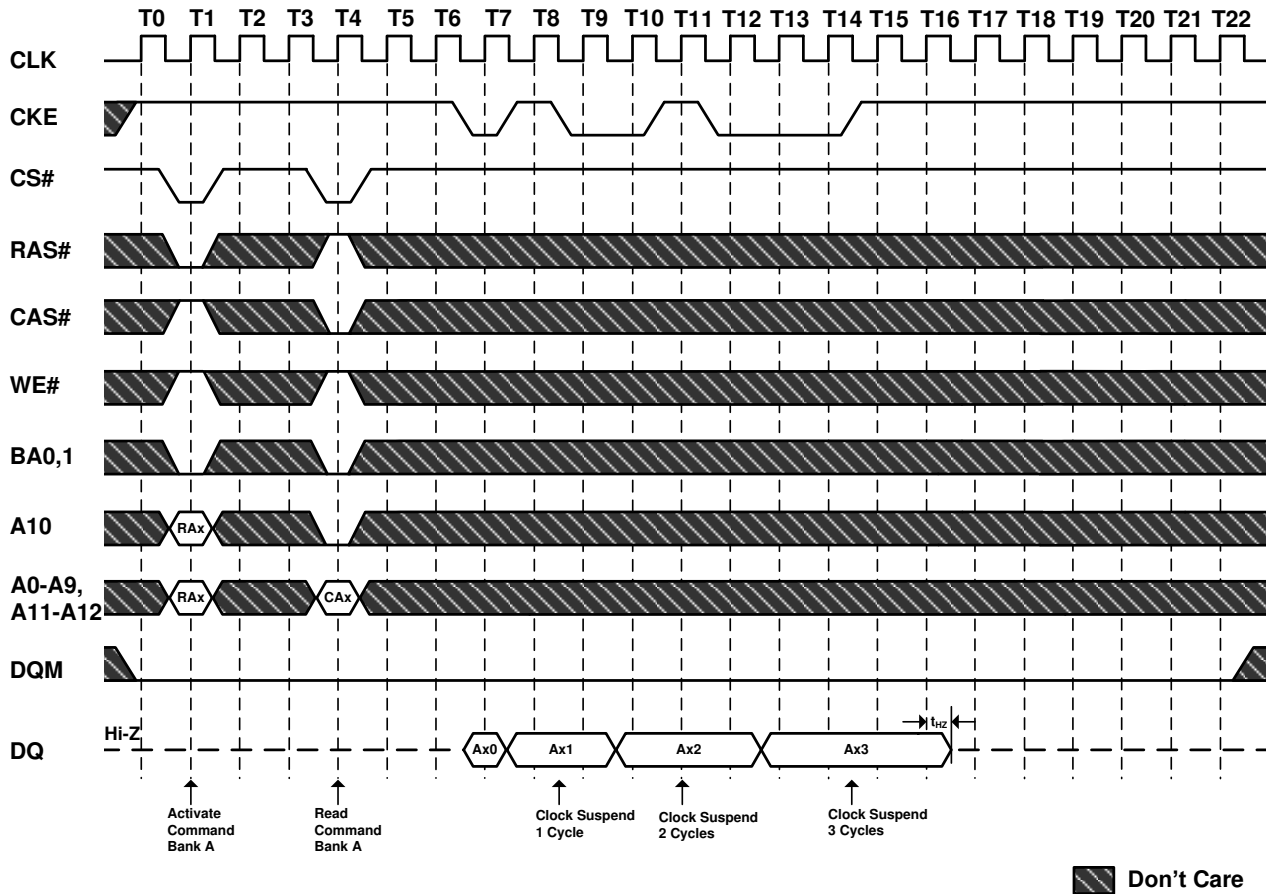 T0 T1 T2 T3 T4 T5 T6 T7 T8 T9 T10 T11 T12 T13 T14 T15 T16 T17 T18 T19 T20 T21 T22
CLK
CKE
CS#
RAS#
CAS#
WE#
BA0,1
A10
RAx
A0-A9,
A11-A12
RAx
CAx
DQM
DQ
Hi-Z
Ax0
Ax1
Ax2
Ax3
tHZ
Activate
Command
Bank A
Read
Command
Bank A
Clock Suspend
1 Cycle
Clock Suspend
2 Cycles
Clock Suspend
3 Cycles
Don't Care